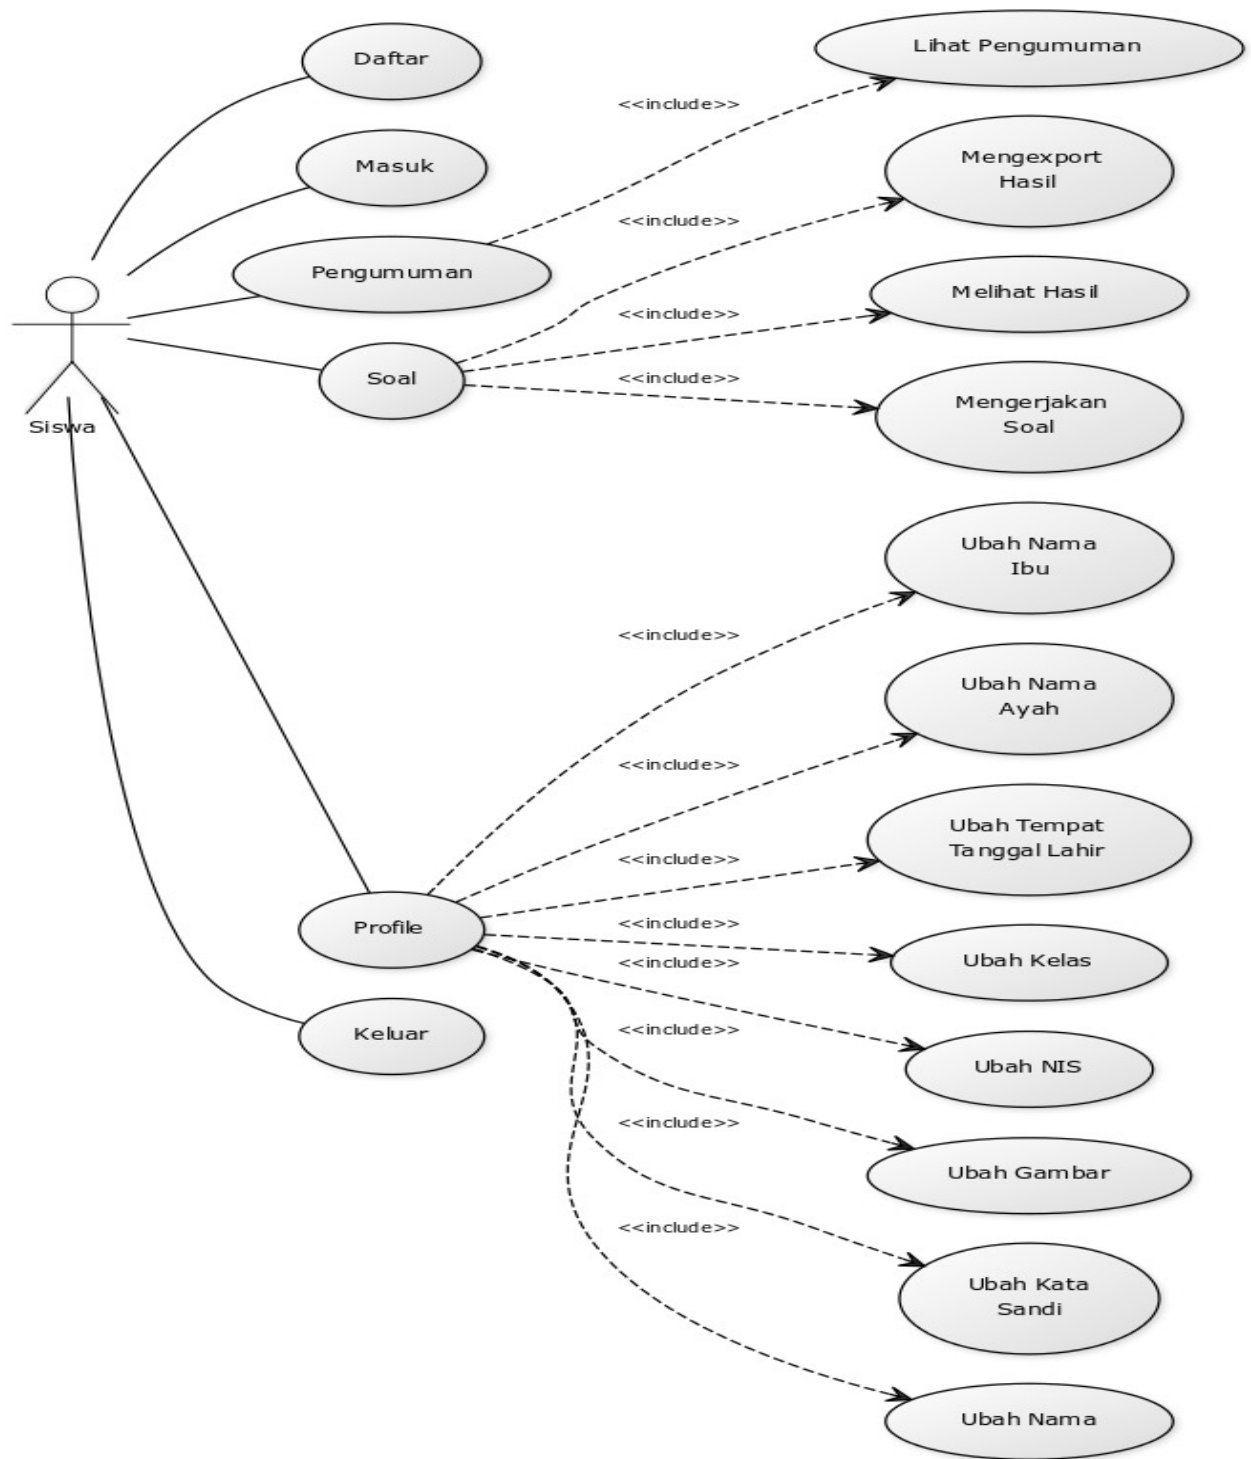 Daftar
Lihat Pengumuman
<<include>>
Masuk
Mengexport
Hasil
<<include>>
Pengumuman
Melihat Hasil
<<include>>
Soal
<<include>>
Mengerjakan
Soal
Siswa
Ubah Nama
Ibu
<<include>>
Ubah Nama
Ayah
<<include>>
Ubah Tempat
Tanggal Lahir
<<include>>
Profile
<<include>>
Ubah Kelas
<<include>>
Keluar
<<include>>
Ubah NIS
<<include>>
Ubah Gambar
<<include>>
Ubah Kata
Sandi
Ubah Nama